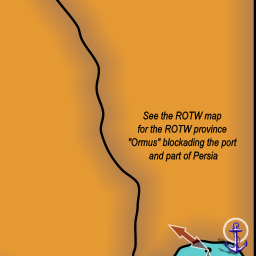 See the ROTW map
for the ROTW province
"Ormus" blockading the port
and part of Persia